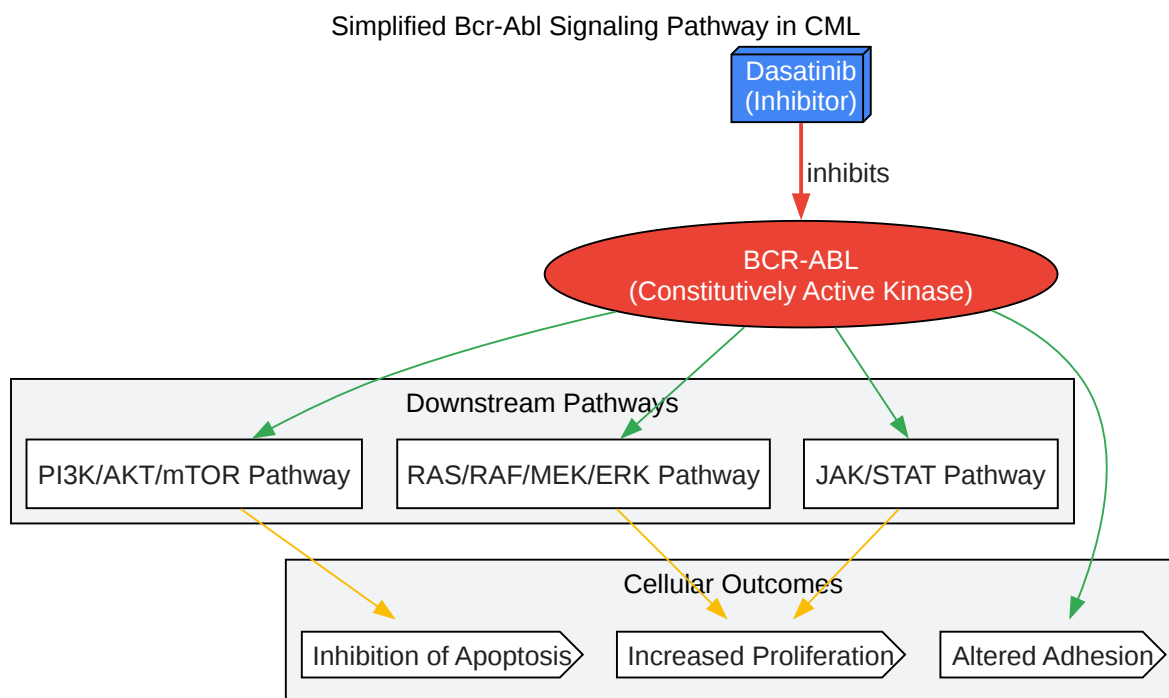 Simplified Bcr-Abl Signaling Pathway in CML
Dasatinib
(Inhibitor)
inhibits
BCR-ABL
(Constitutively Active Kinase)
Downstream Pathways
PI3K/AKT/mTOR Pathway
RAS/RAF/MEK/ERK Pathway
JAK/STAT Pathway
Cellular Outcomes
Inhibition of Apoptosis
Increased Proliferation
Altered Adhesion